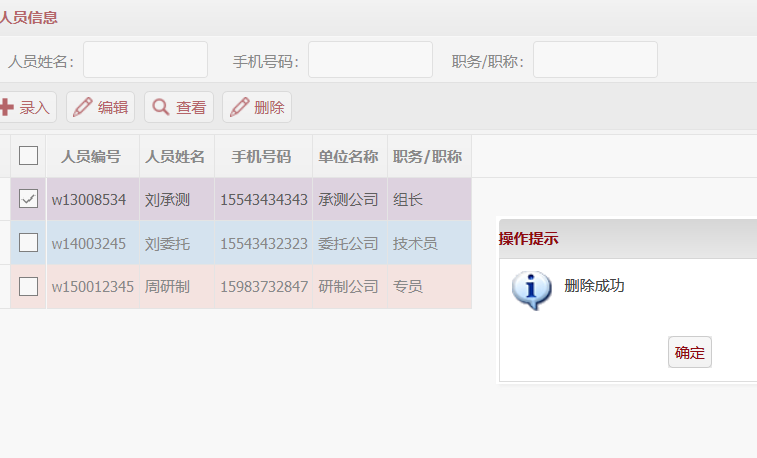 人员信息
人员姓名： 手机号码： 职务/职称：
录入 编辑 查看 删除
人员编号 人员姓名 手机号码 单位名称 职务/职称
w13008534 刘承测 15543434343 承测公司 组长
w14003245 刘委托 15543432323 委托公司 技术员
w150012345 周研制 15983732847 研制公司 专员
操作提示
删除成功
确定